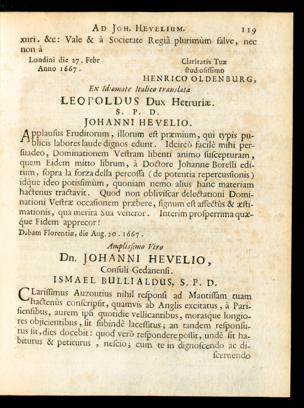 AD JOH. HEVELIUM. 119
xuri. &c: Vale & à Societate Regiâ plurimùm salve, nec
non à
Londini die 27. Febr. Claritatis Tuæ
Anno 1667. studiosissimo
HENRICO OLDENBURG,
Ex Idiomate Italico translata
LEOPOLDUS Dux Hetruriæ.
S. P. D.
JOHANNI HEVELIO.
Applausus Eruditorum, illorum est præmium, qui typis pu-
blicis labores laude dignos edunt. Idcircò facilè mihi per-
suadeo, Dominationem Vestram libenti animo susceptu­ram,
quem Eidem mitto librum, à Doctore Johanne Borelli edi-
tum, sopra la forza della percossa (de potentia repercussionis)
idque ideo potissimùm, quoniam nemo alius hanc materiam
hactenus tractavit. Quod non obliviscar delectationi Domi-
nationi Vestræ occasionem præbere, signum est affectûs & æsti-
mationis, qua merita Sua veneror. Interim prosperrima quæ-
que Eidem apprecor!
Dabam Florentiæ, die Aug. 20. 1667.
Amplissimo Viro
Dn. JOHANNI HEVELIO,
Consuli Gedanensi.
ISMAEL BULLIALDUS, S. P. D.
Clarissimus Auzoutius nihil responsi ad Mantissam tuam
hactenus conscripsit, quamvis ab Anglis excitatus, à Pari-
siensibus, aurem ipsi quotidie vellicantibus, morasque longio-
res objicientibus, sit subinde lacessitus; an tandem responsu-
rus sit, dies docebit: quod verò respondere possit, undè sit ha-
biturus & petiturus, nescio; cum te in dignoscendo ac di-
scernendo